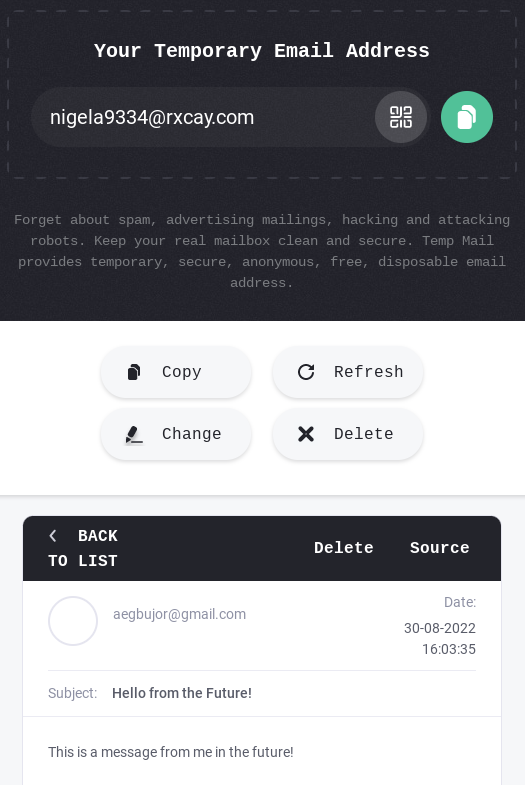 Your Temporary Email Address
nigela9334@rxcay.com
Forget about spam, advertising mailings, hacking and attacking
robots. Keep your real mailbox clean and secure. Temp Mail
provides temporary, secure, anonymous, free, disposable email
address.
Copy
Refresh
Change
Delete
BACK
TO LIST
Delete
Source
aegbujor@gmail.com
Date:
30-08-2022
16:03:35
Subject: Hello from the Future!
This is a message from me in the future!